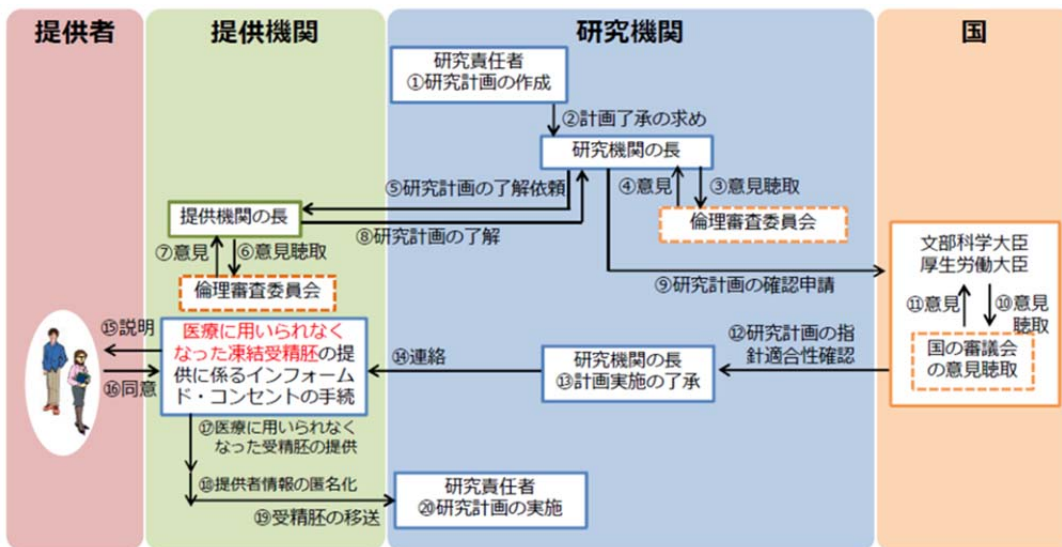 提供者
提供機関
研究機関
国
研究責任者
①研究計画の作成
②計画了承の求め
研究機関の長
④意見
③意見聴取
倫理審査委員会
⑤研究計画の了解依頼
提供機関の長
⑧研究計画の了解
⑦意見
⑥意見聴取
倫理審査委員会
⑨研究計画の確認申請
文部科学大臣
厚生労働大臣
⑪意見
⑩意見
聴取
国の審議会
の意見聴取
⑫研究計画の指
針適合性確認
研究機関の長
⑬計画実施の了承
⑭連絡
医療に用いられなく
なった凍結受精胚の提
供に係るインフォーム
ド・コンセントの手続
⑮説明
⑯同意
⑰医療に用いられなく
なった受精胚の提供
⑱提供者情報の匿名化
⑲受精胚の移送
研究責任者
⑳研究計画の実施